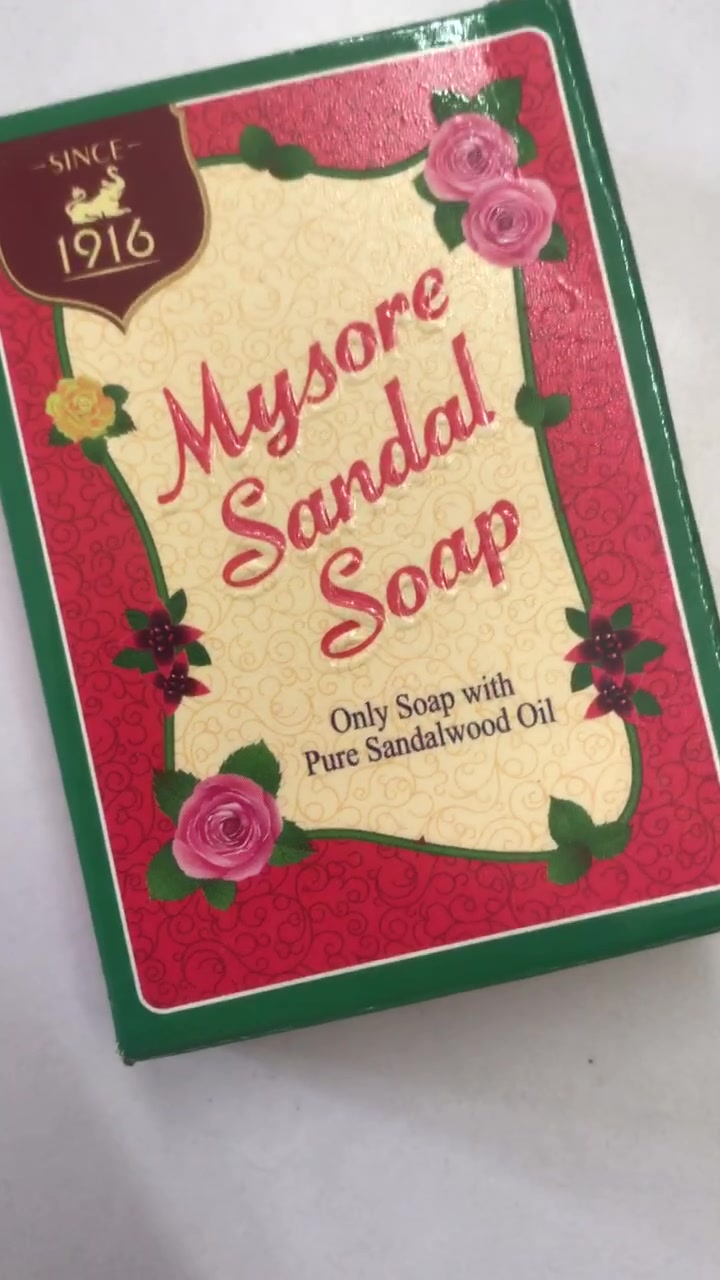 -SINCE-
1916
Mysore
Sandal
Soap
Only Soap with
Pure Sandalwood Oil